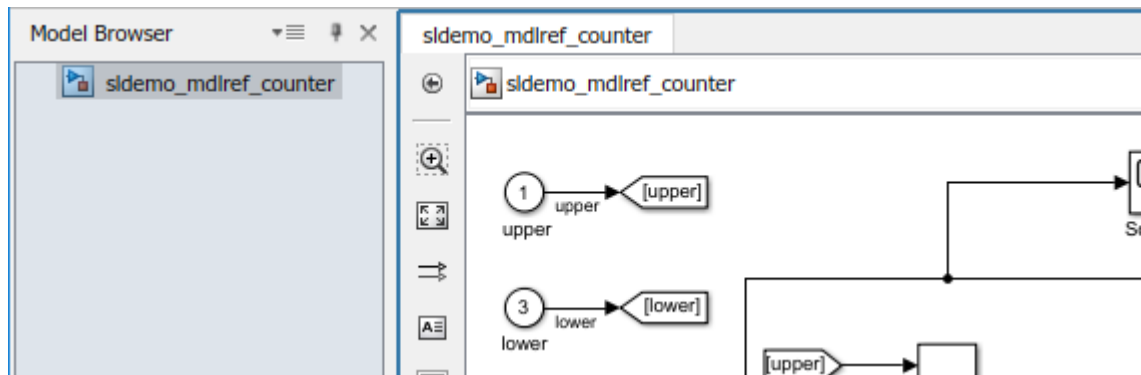 Model Browser
sldemo_mdlref_counter
sldemo_mdlref_counter
sldemo_mdlref_counter
1
upper
[upper]
upper
3
lower
[lower]
lower
[upper]
A